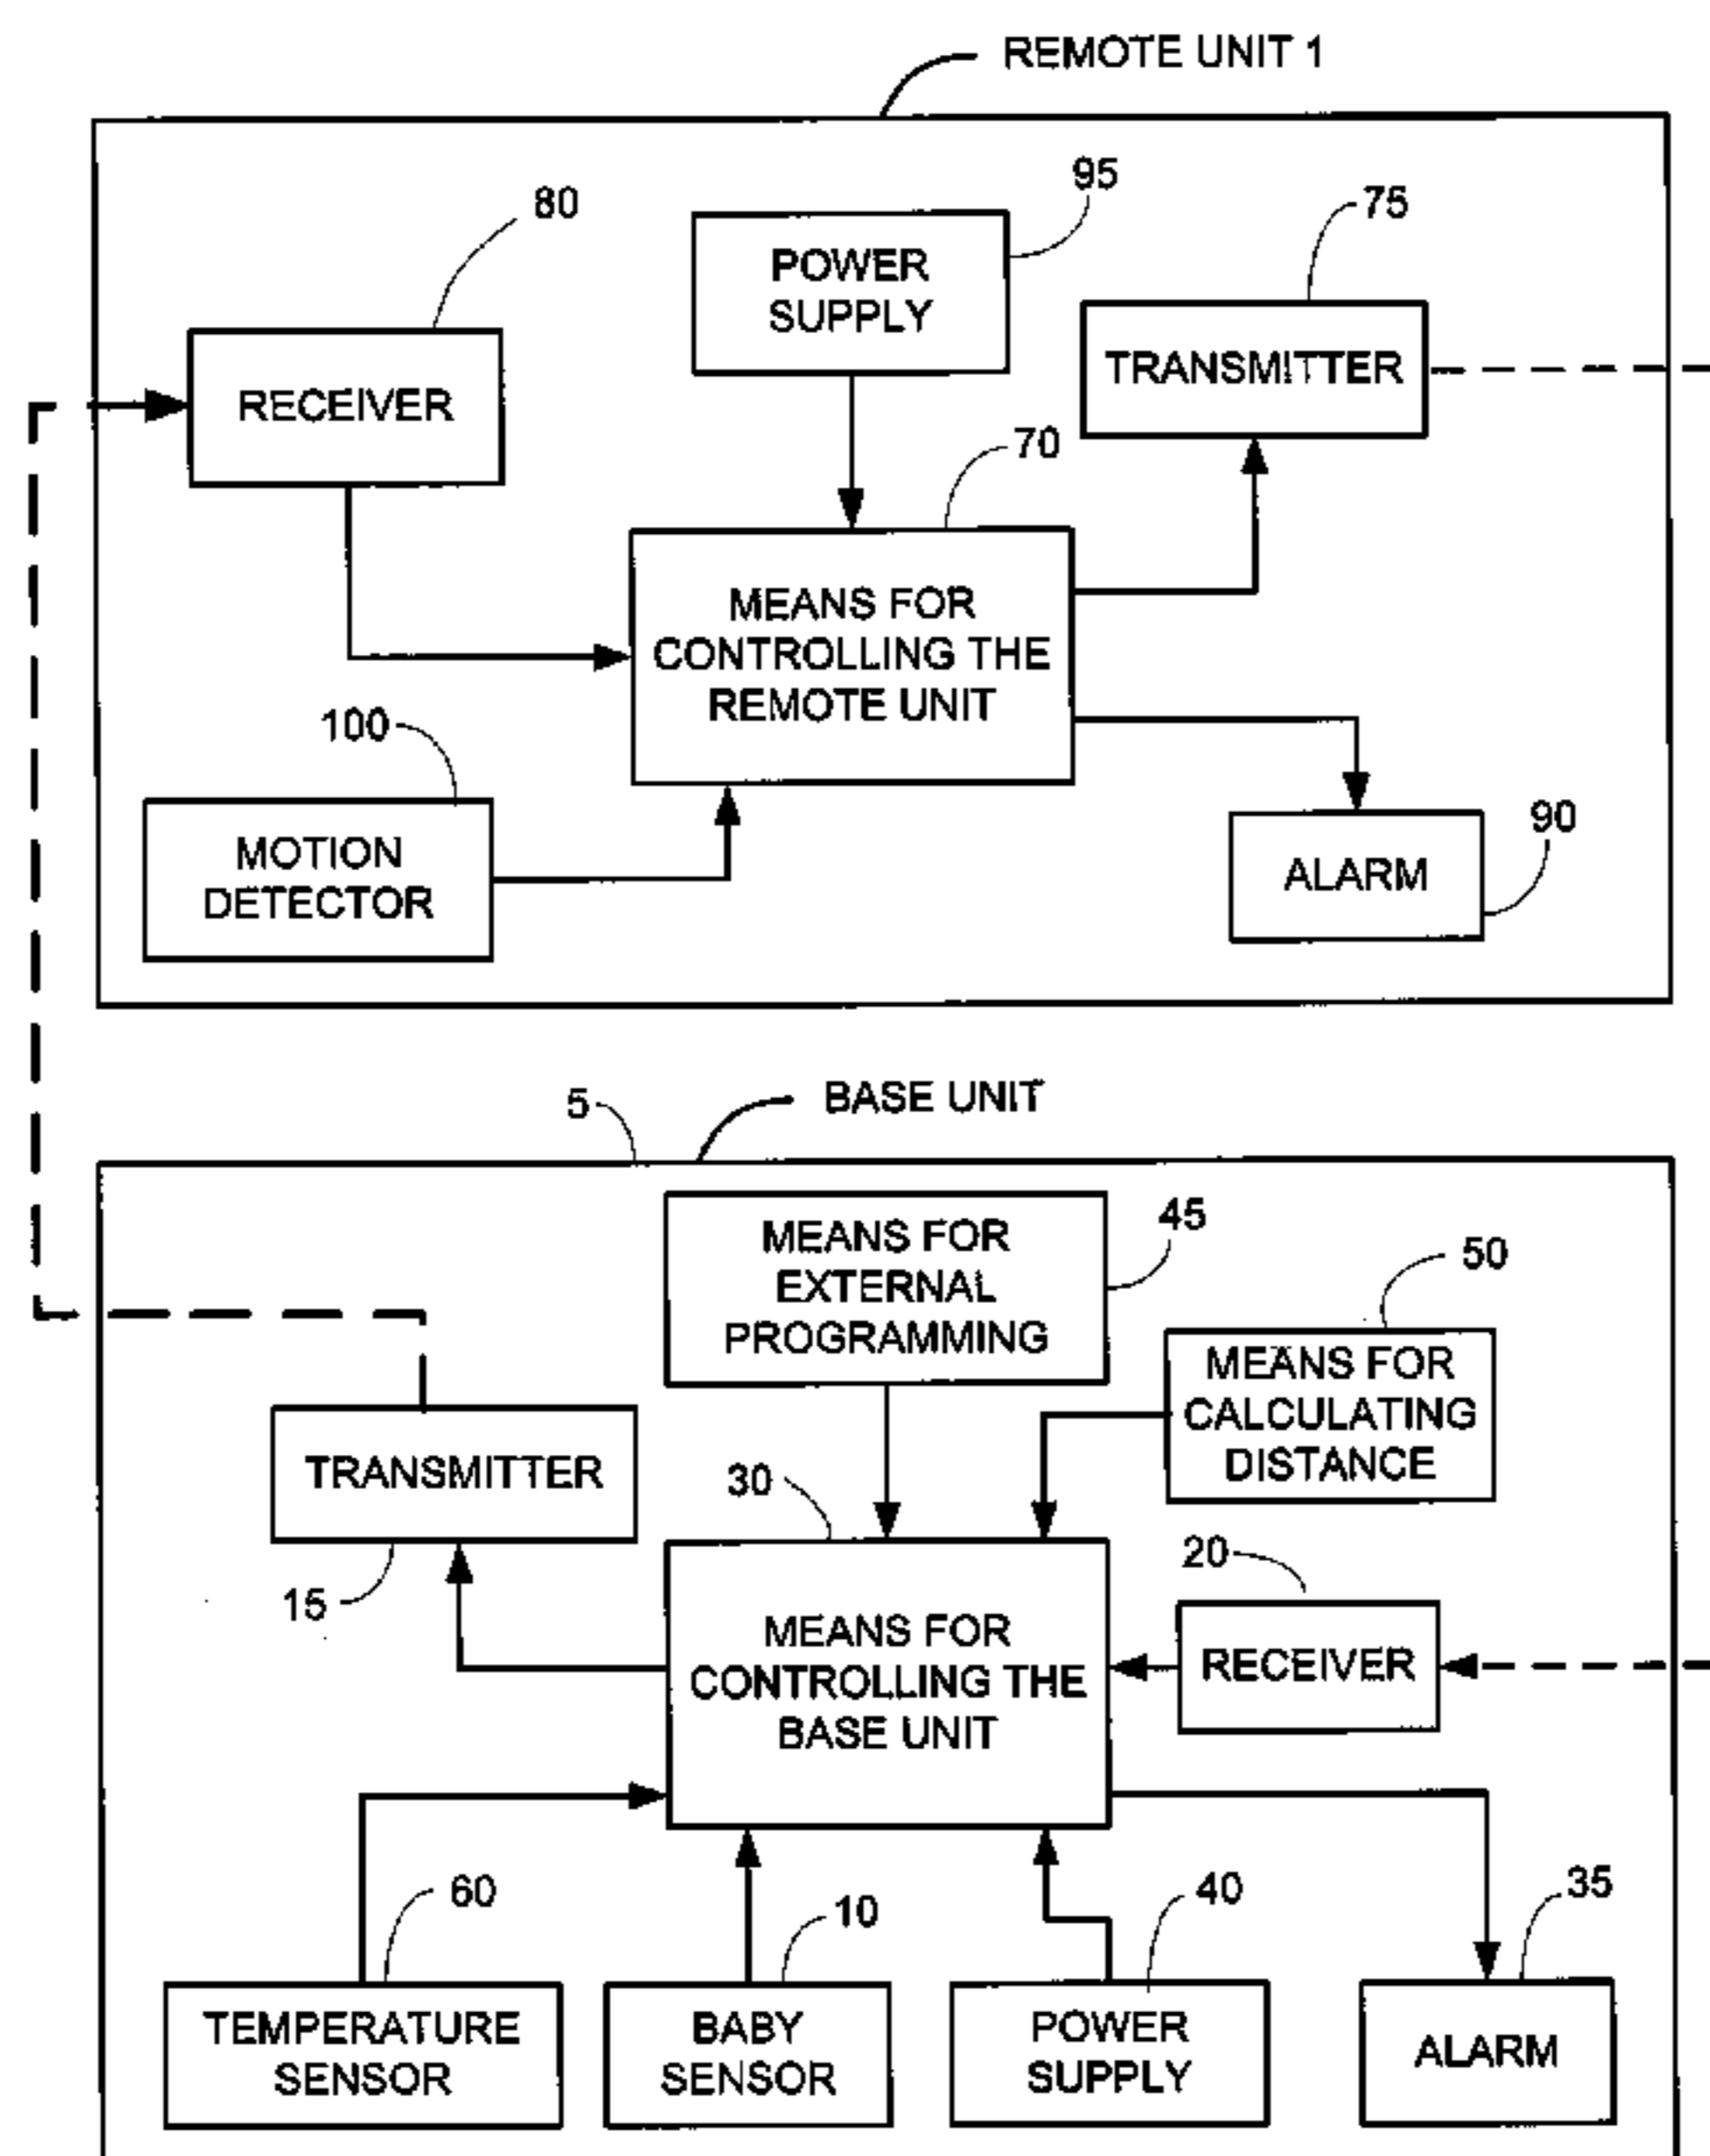 REMOTE UNIT 1
95
80
75
POWER
SUPPLY
TRANSMITTER
RECEIVER
70
MEANS FOR
CONTROLLING THE
REMOTE UNIT
100
MOTION
DETECTOR
90
ALARM
5
BASE UNIT
45
MEANS FOR
EXTERNAL
PROGRAMMING
50
MEANS FOR
CALCULATING
DISTANCE
TRANSMITTER
30
15
20
MEANS FOR
CONTROLLING THE
BASE UNIT
RECEIVER
60
10
40
35
TEMPERATURE
SENSOR
BABY
SENSOR
POWER
SUPPLY
ALARM